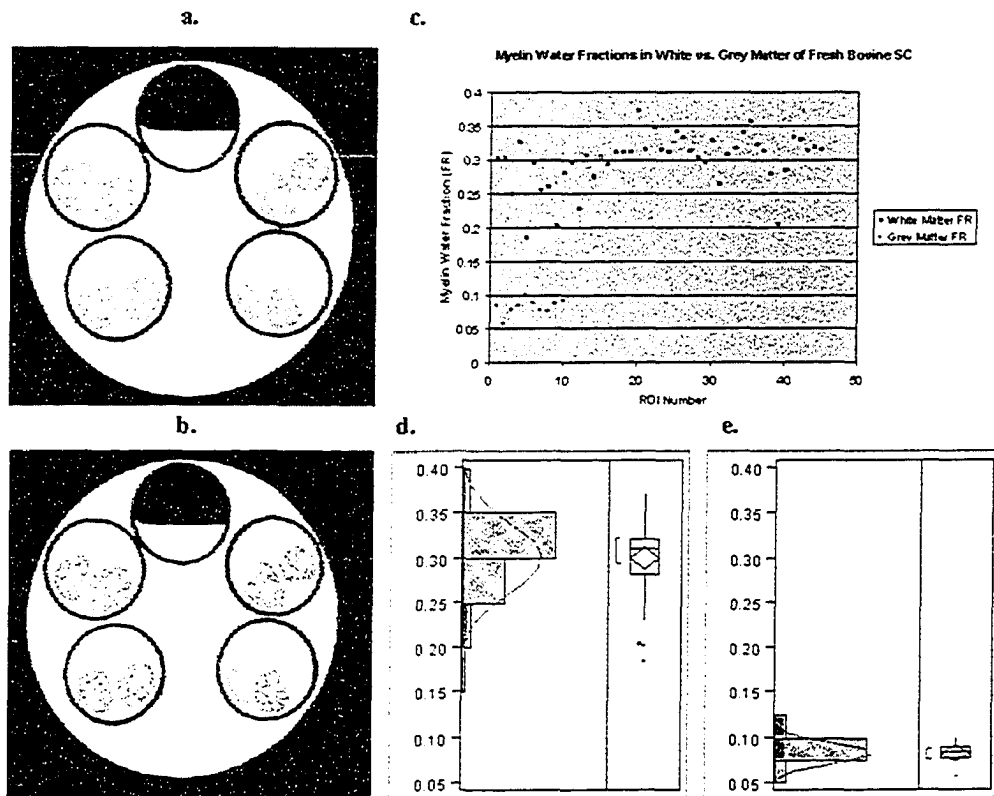 a.
c.
Myelin Water Fractions in White vs. Grey Matter of Fresh Bovine SC
0.4
0.35
0.3
0.25
0.2
0.15
0.1
0.05
0
Myelin Water Fraction (FR)
0 10 20 30 40 50
ROI Number
White Matter FR
Grey Matter FR
b.
d.
e.
0.40
0.35
0.30
0.25
0.20
0.15
0.10
0.05
0.40
0.35
0.30
0.25
0.20
0.15
0.10
0.05